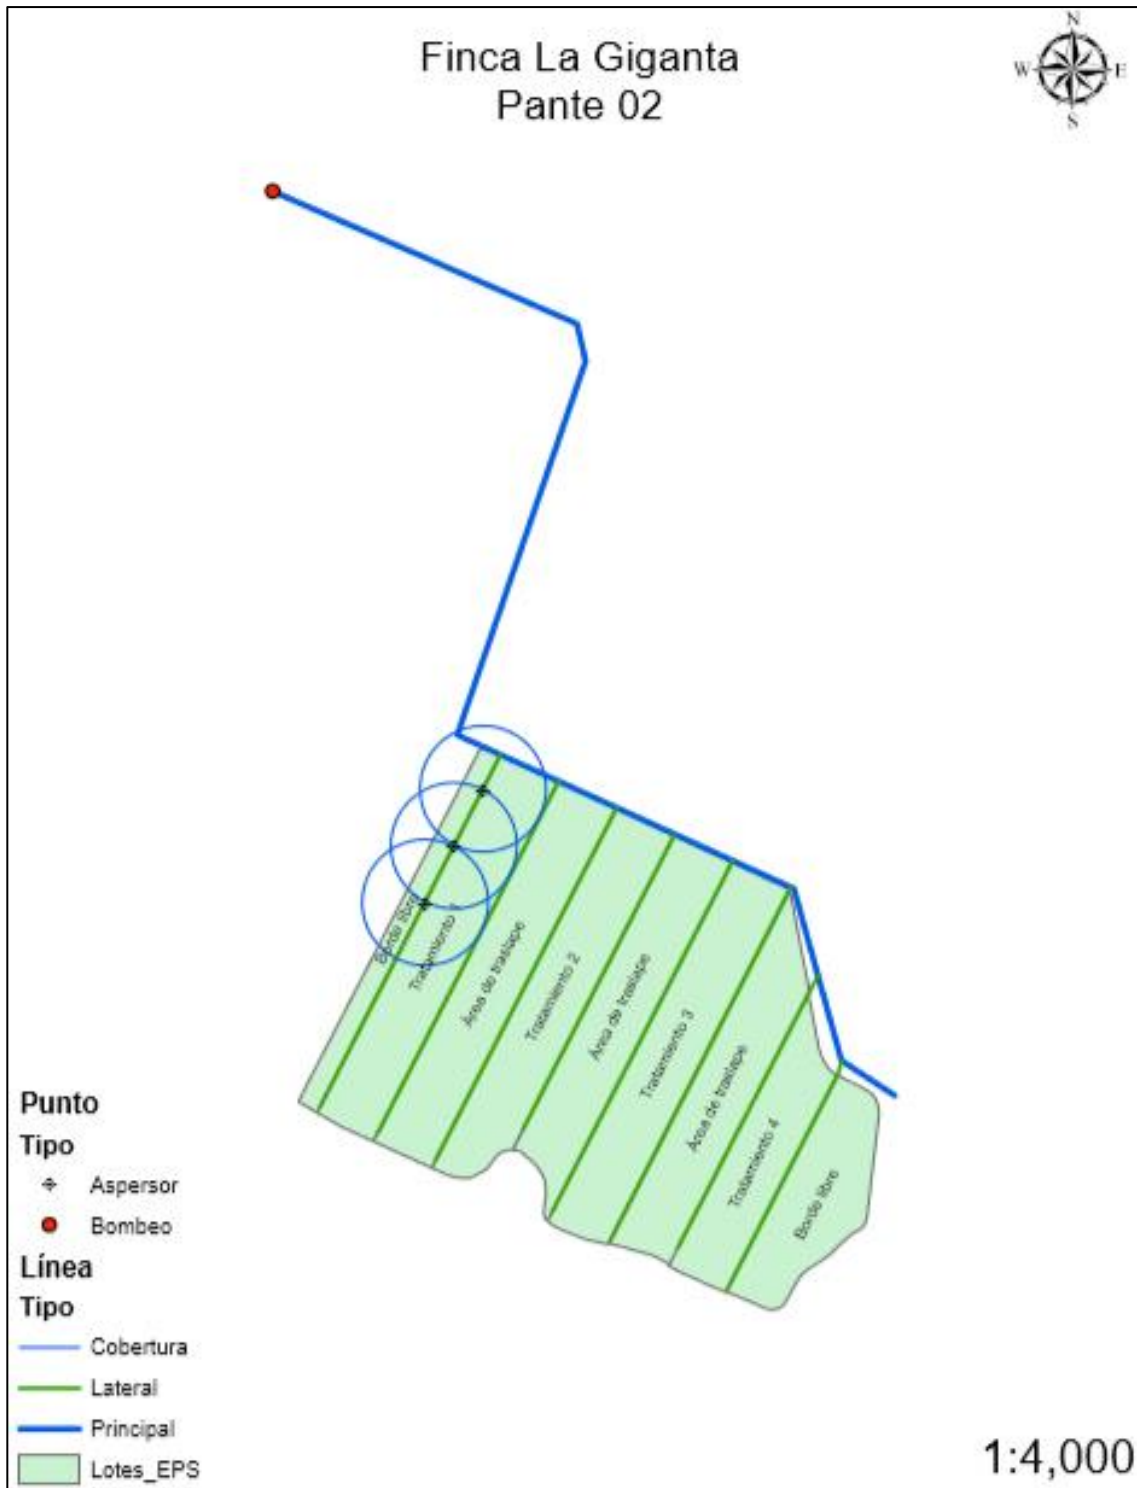 Finca La Giganta
Pante 02
N
W
E
S
Borde libre
Tratamiento 1
Área de traslape
Tratamiento 2
Área de traslape
Tratamiento 3
Área de traslape
Tratamiento 4
Borde libre
Punto
Tipo
Aspersor
Bombeo
Línea
Tipo
Cobertura
Lateral
Principal
Lotes_EPS
1:4,000